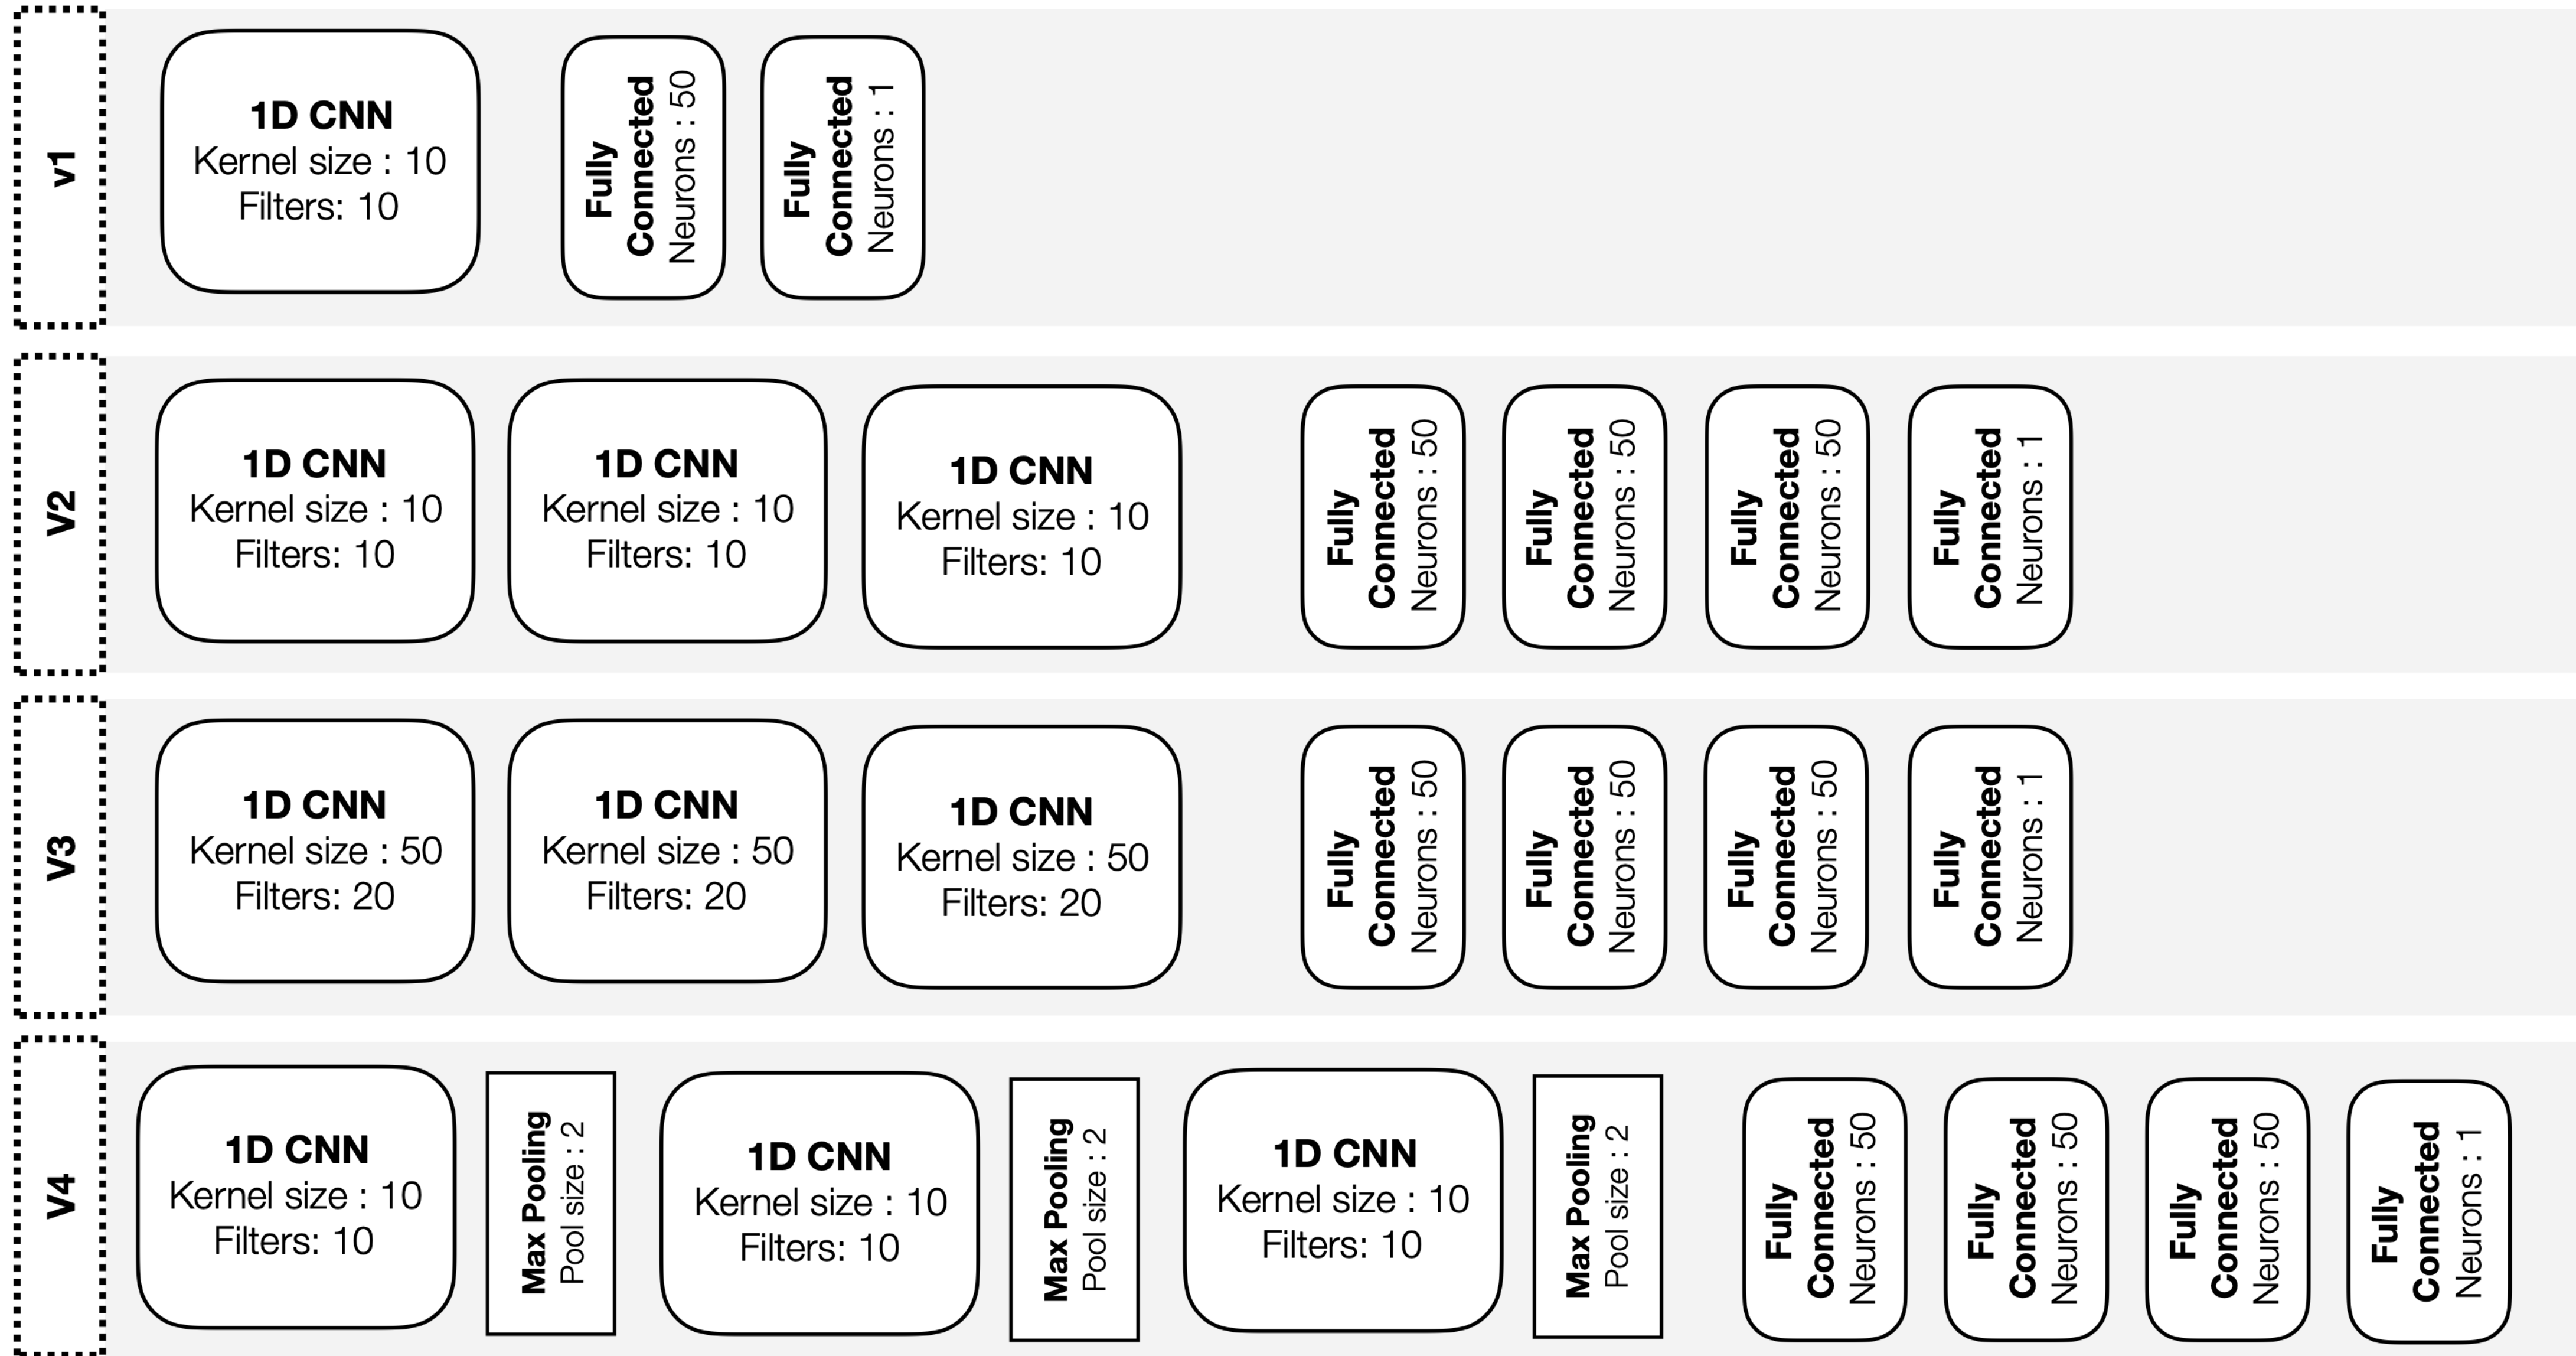 v1
1D CNN
Kernel size : 10
Filters: 10
Fully
Connected
Neurons : 50
Fully
Connected
Neurons : 1
V2
1D CNN
Kernel size : 10
Filters: 10
1D CNN
Kernel size : 10
Filters: 10
1D CNN
Kernel size : 10
Filters: 10
Fully
Connected
Neurons : 50
Fully
Connected
Neurons : 50
Fully
Connected
Neurons : 50
Fully
Connected
Neurons : 1
V3
1D CNN
Kernel size : 50
Filters: 20
1D CNN
Kernel size : 50
Filters: 20
1D CNN
Kernel size : 50
Filters: 20
Fully
Connected
Neurons : 50
Fully
Connected
Neurons : 50
Fully
Connected
Neurons : 50
Fully
Connected
Neurons : 1
V4
1D CNN
Kernel size : 10
Filters: 10
Max Pooling
Pool size : 2
1D CNN
Kernel size : 10
Filters: 10
Max Pooling
Pool size : 2
1D CNN
Kernel size : 10
Filters: 10
Max Pooling
Pool size : 2
Fully
Connected
Neurons : 50
Fully
Connected
Neurons : 50
Fully
Connected
Neurons : 50
Fully
Connected
Neurons : 1